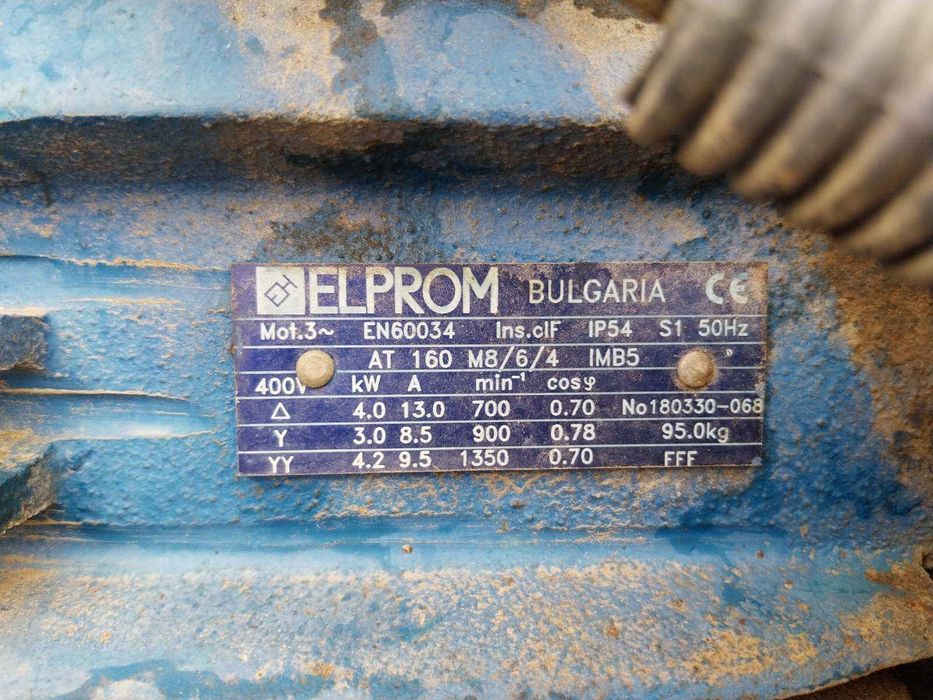 ELPROM BULGARIA CE
Mot.3~ EN60034 Ins.clF IP54 S1 50Hz
AT 160 M8/6/4 IMB5
400V kW A min⁻¹ cosφ
Δ 4.0 13.0 700 0.70 No180330-068
Y 3.0 8.5 900 0.78 95.0kg
YY 4.2 9.5 1350 0.70 FFF